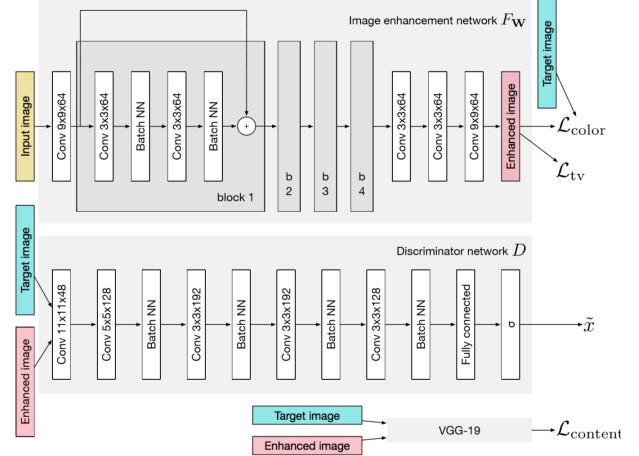 Image enhancement network F_W
Target image
Input image
Conv 9x9x64
Conv 3x3x64
Batch NN
Conv 3x3x64
Batch NN
+
block 1
b 2
b 3
b 4
Conv 3x3x64
Conv 3x3x64
Conv 9x9x64
Enhanced image
ℒ_color
ℒ_tv
Discriminator network D
Target image
Enhanced image
Conv 11x11x48
Conv 5x5x128
Batch NN
Conv 3x3x192
Batch NN
Conv 3x3x192
Batch NN
Conv 3x3x128
Batch NN
Fully connected
σ
x̃
Target image
Enhanced image
VGG-19
ℒ_content